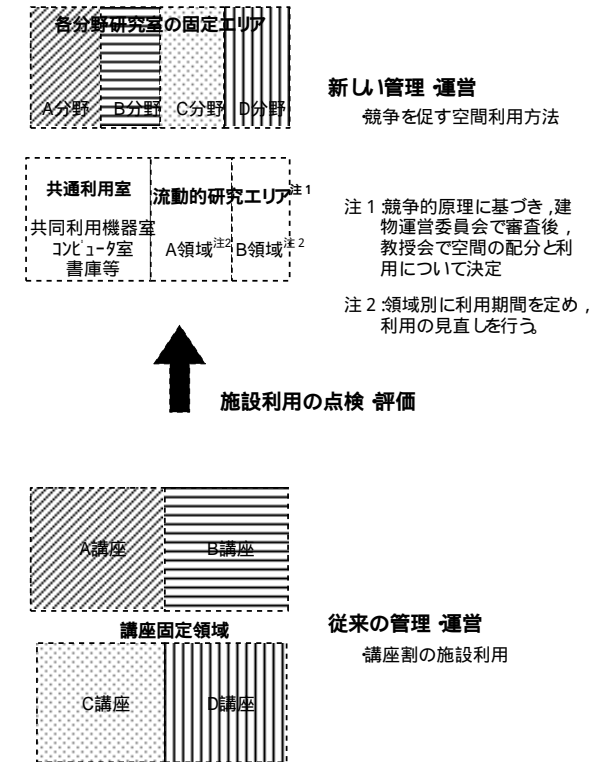 各分野研究室の固定エリア
A分野 B分野 C分野 D分野
新しい管理・運営
・競争を促す空間利用方法
共通利用室
共同利用機器室
コンピュータ室
書庫等
流動的研究エリア注1
A領域注2 B領域注2
注1:競争的原理に基づき,建
物運営委員会で審査後,
教授会で空間の配分と利
用について決定
注2:領域別に利用期間を定め,
利用の見直しを行う。
施設利用の点検・評価
A講座 B講座
講座固定領域
C講座 D講座
従来の管理・運営
・講座割の施設利用